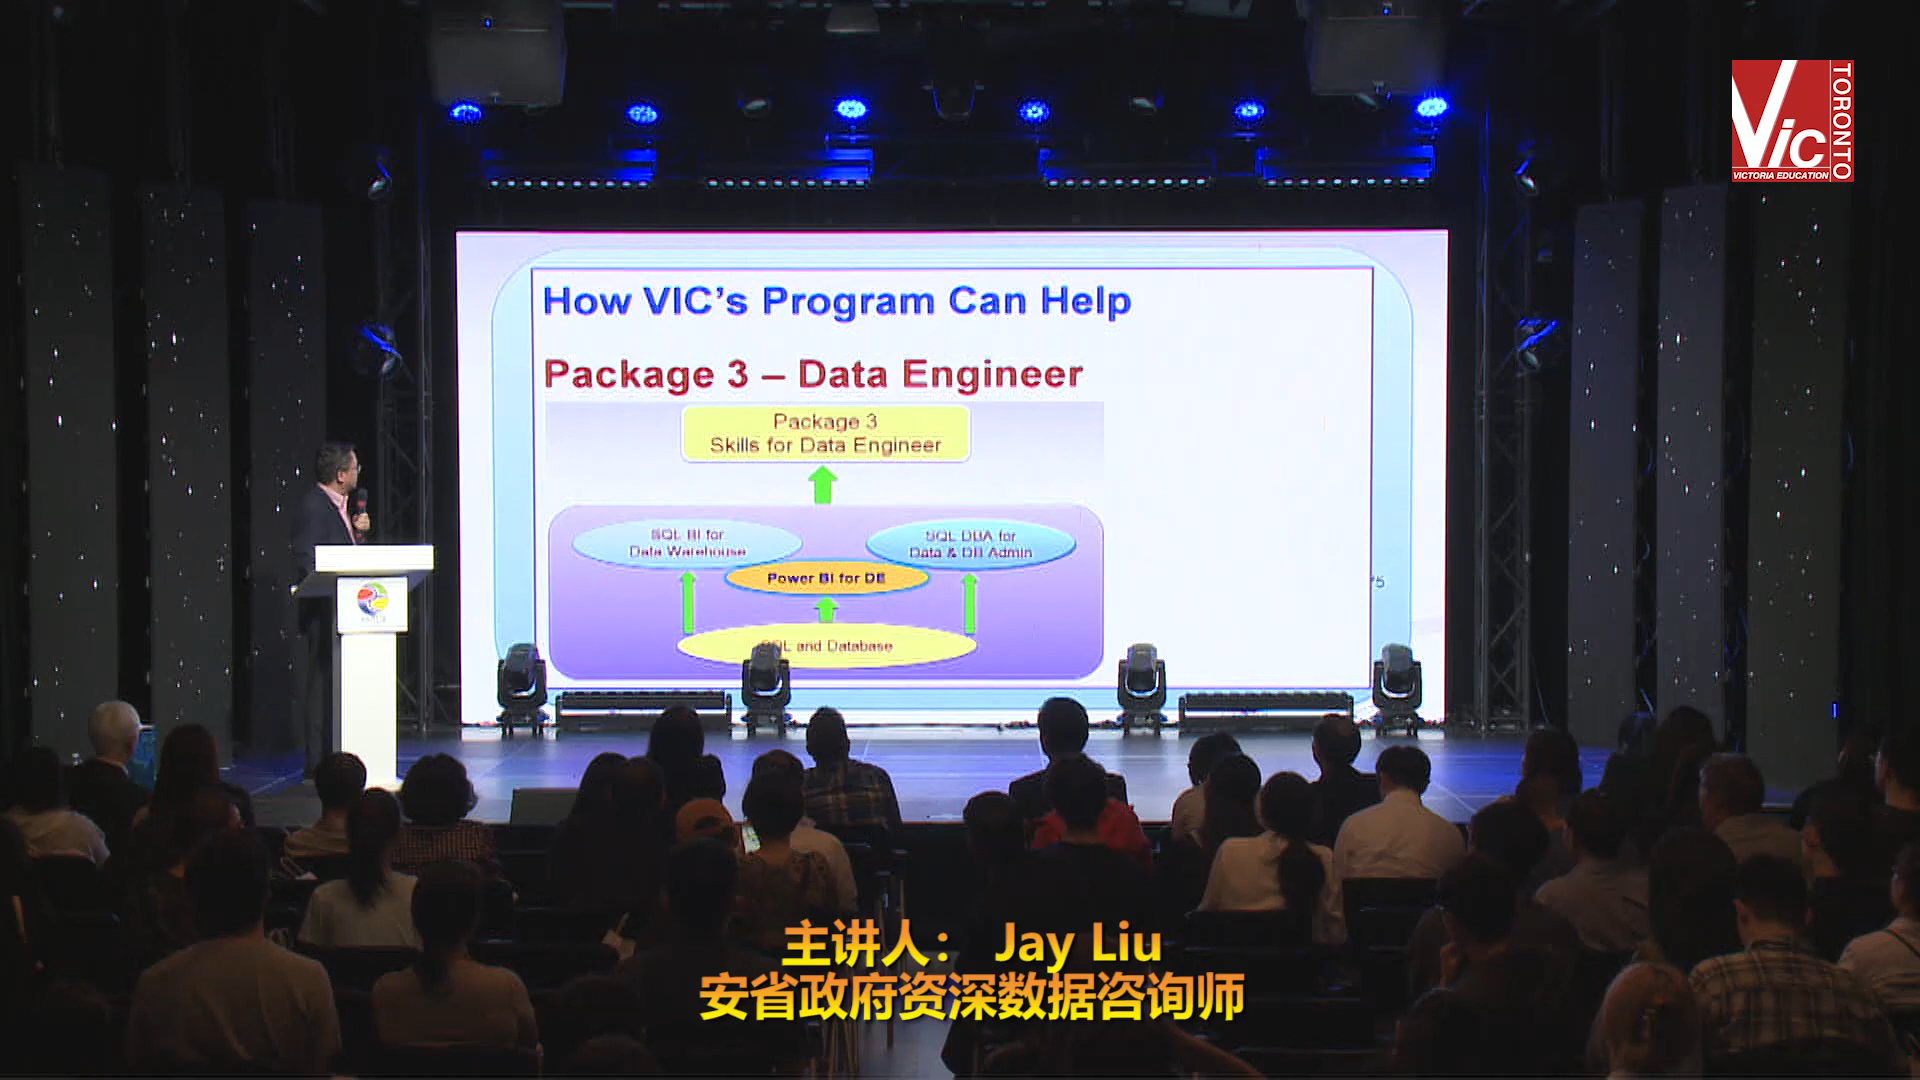 Vic
TORONTO
VICTORIA EDUCATION
How VIC's Program Can Help
Package 3 – Data Engineer
Package 3
Skills for Data Engineer
SQL BI for
Data Warehouse
SQL DBA for
Data & DB Admin
Power BI for DE
SQL and Database
75
主讲人： Jay Liu
安省政府资深数据咨询师